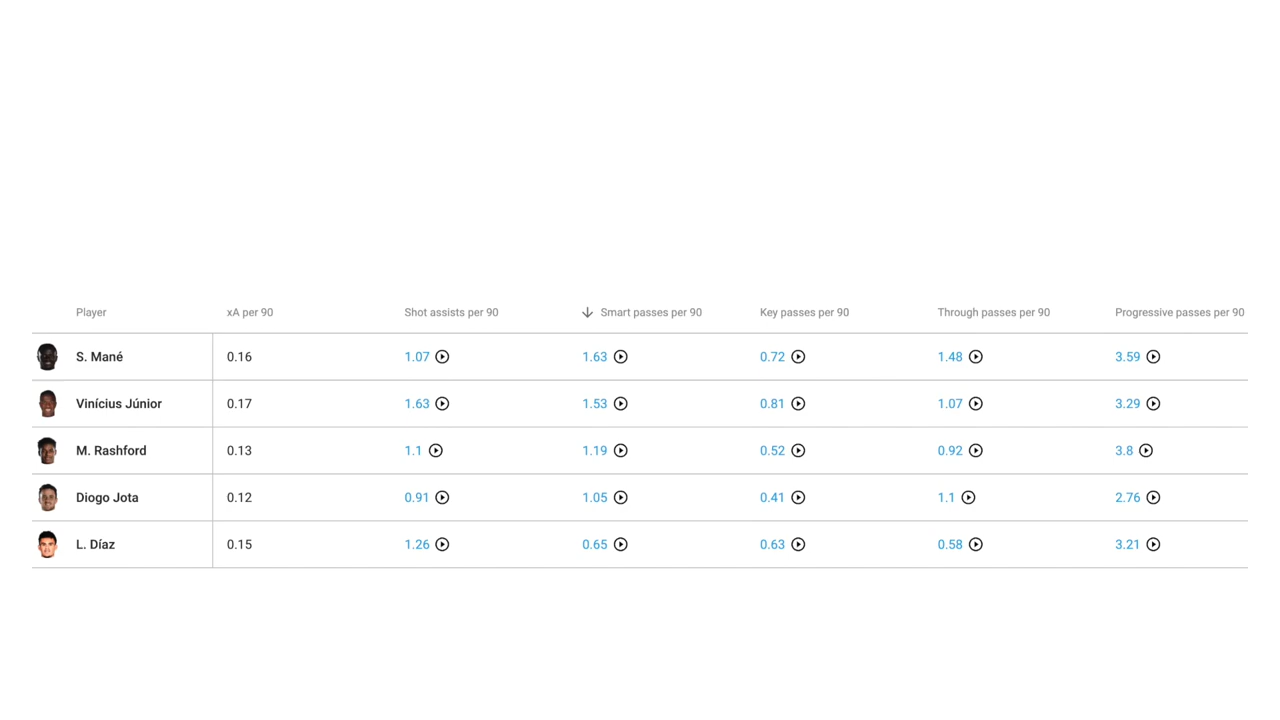 Player xA per 90 Shot assists per 90 Smart passes per 90 Key passes per 90 Through passes per 90 Progressive passes per 90
S. Mané 0.16 1.07 1.63 0.72 1.48 3.59
Vinícius Júnior 0.17 1.63 1.53 0.81 1.07 3.29
M. Rashford 0.13 1.1 1.19 0.52 0.92 3.8
Diogo Jota 0.12 0.91 1.05 0.41 1.1 2.76
L. Díaz 0.15 1.26 0.65 0.63 0.58 3.21